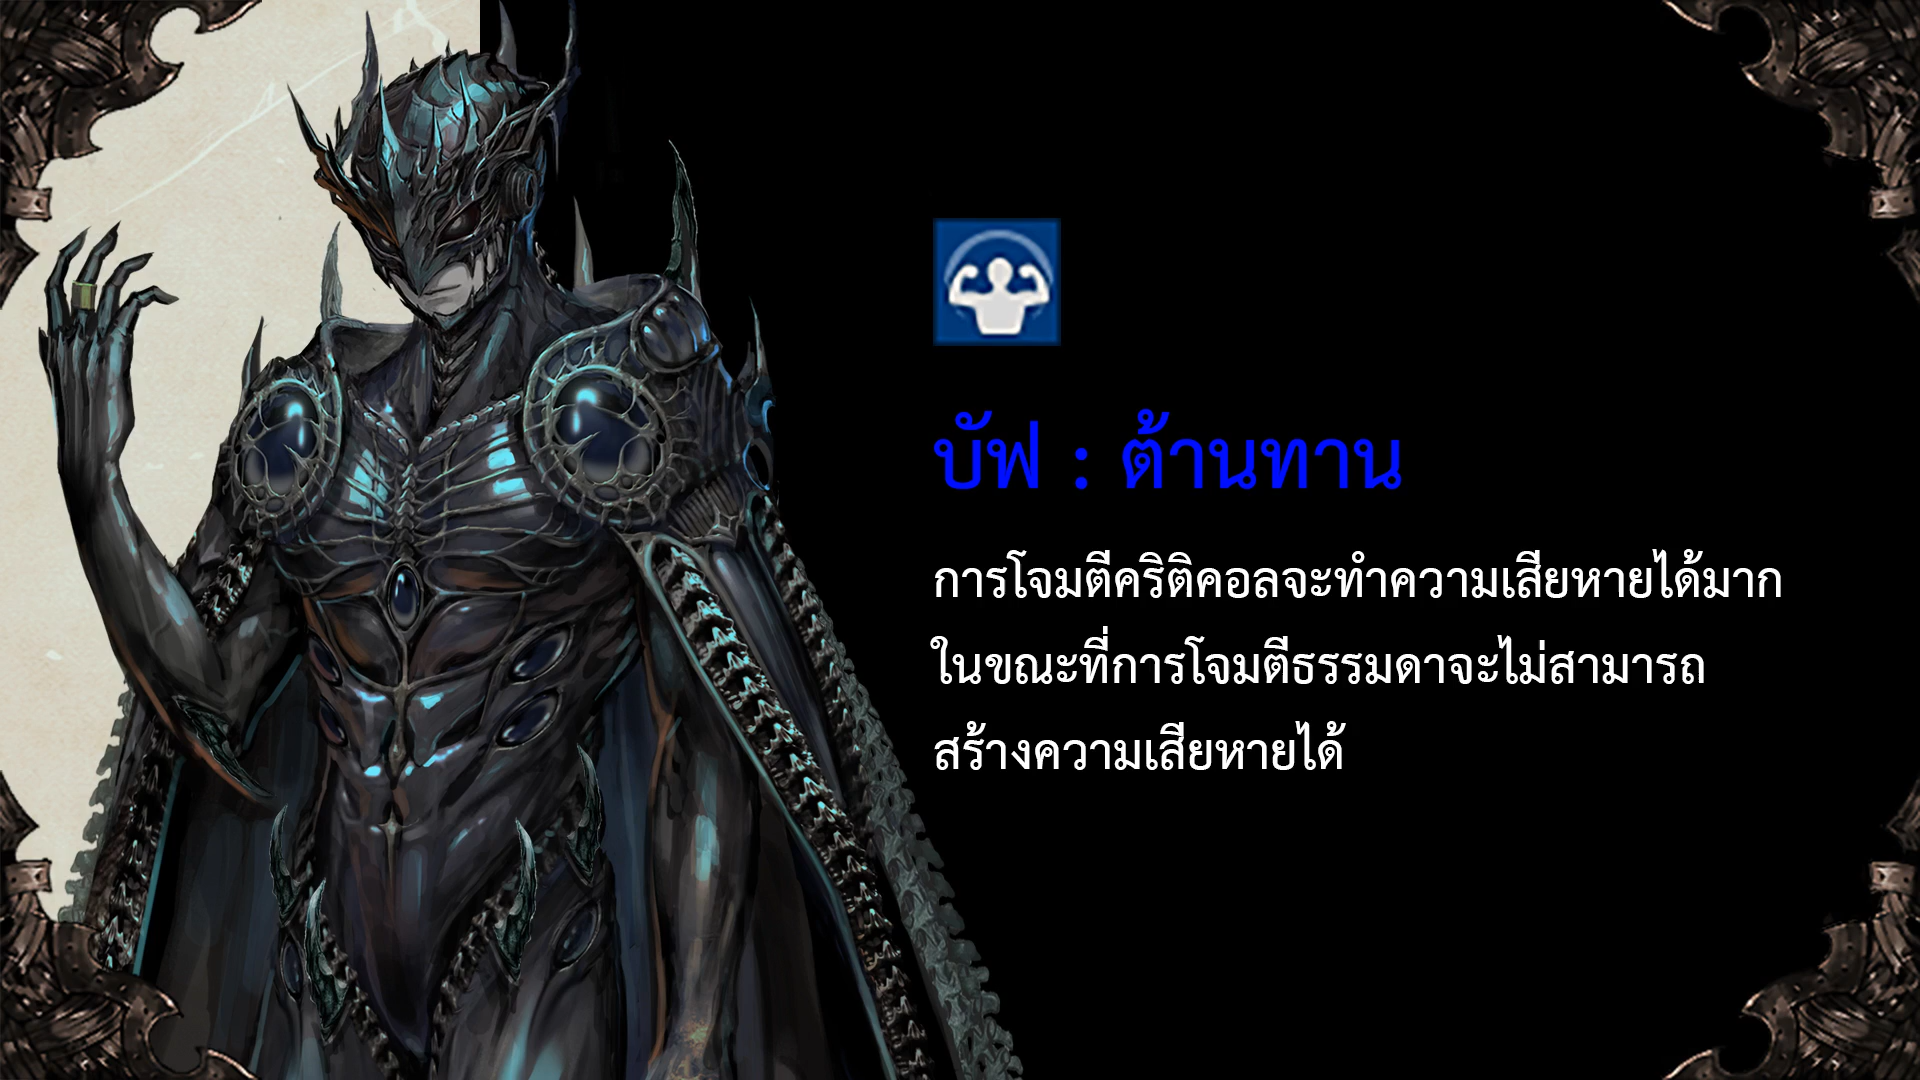 บัฟ : ต้านทาน
การโจมตีคริติคอลจะทำความเสียหายได้มาก
ในขณะที่การโจมตีธรรมดาจะไม่สามารถ
สร้างความเสียหายได้